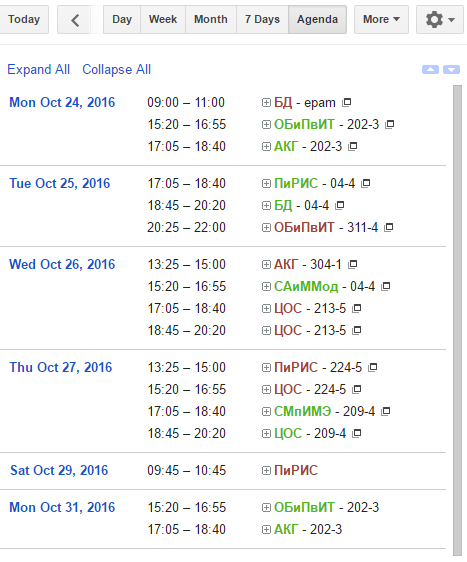 Today Day Week Month 7 Days Agenda More
Expand All Collapse All
Mon Oct 24, 2016 09:00 – 11:00 БД - epam
15:20 – 16:55 ОБиПвИТ - 202-3
17:05 – 18:40 АКГ - 202-3
Tue Oct 25, 2016 17:05 – 18:40 ПиРИС - 04-4
18:45 – 20:20 БД - 04-4
20:25 – 22:00 ОБиПвИТ - 311-4
Wed Oct 26, 2016 13:25 – 15:00 АКГ - 304-1
15:20 – 16:55 САиММод - 04-4
17:05 – 18:40 ЦОС - 213-5
18:45 – 20:20 ЦОС - 213-5
Thu Oct 27, 2016 13:25 – 15:00 ПиРИС - 224-5
15:20 – 16:55 ЦОС - 224-5
17:05 – 18:40 СМпИМЭ - 209-4
18:45 – 20:20 ЦОС - 209-4
Sat Oct 29, 2016 09:45 – 10:45 ПиРИС
Mon Oct 31, 2016 15:20 – 16:55 ОБиПвИТ - 202-3
17:05 – 18:40 АКГ - 202-3